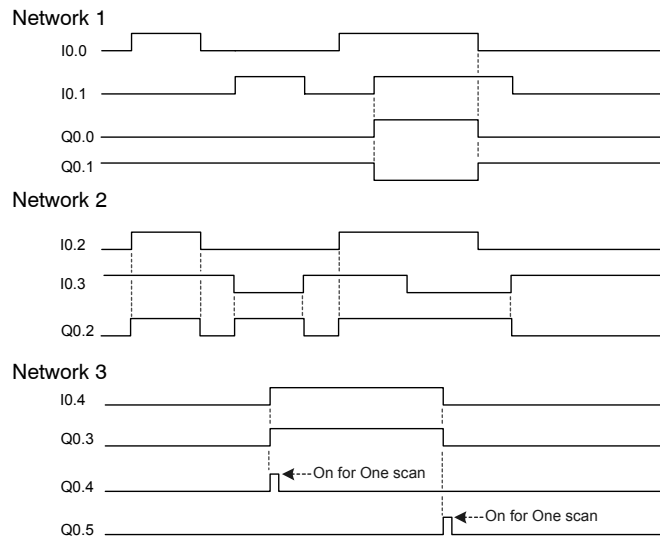 Network 1
I0.0
I0.1
Q0.0
Q0.1
Network 2
I0.2
I0.3
Q0.2
Network 3
I0.4
Q0.3
Q0.4
On for One scan
Q0.5
On for One scan